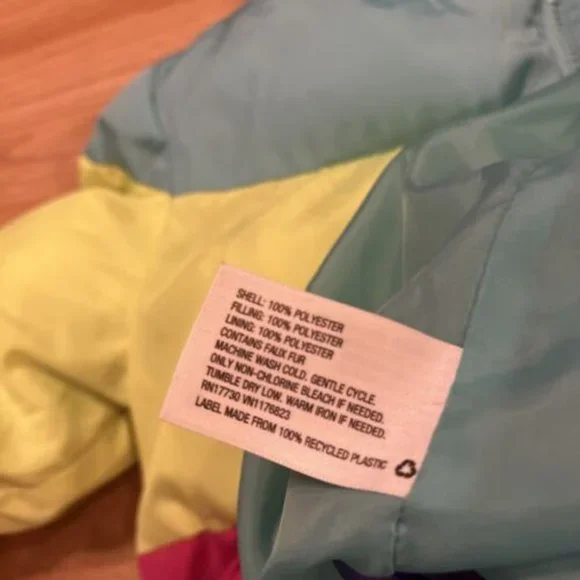 SHELL: 100% POLYESTER
FILLING: 100% POLYESTER
LINING: 100% POLYESTER
CONTAINS FAUX FUR
MACHINE WASH COLD. GENTLE CYCLE.
ONLY NON-CHLORINE BLEACH IF NEEDED.
TUMBLE DRY LOW. WARM IRON IF NEEDED.
RN17730 VN1176823
LABEL MADE FROM 100% RECYCLED PLASTIC